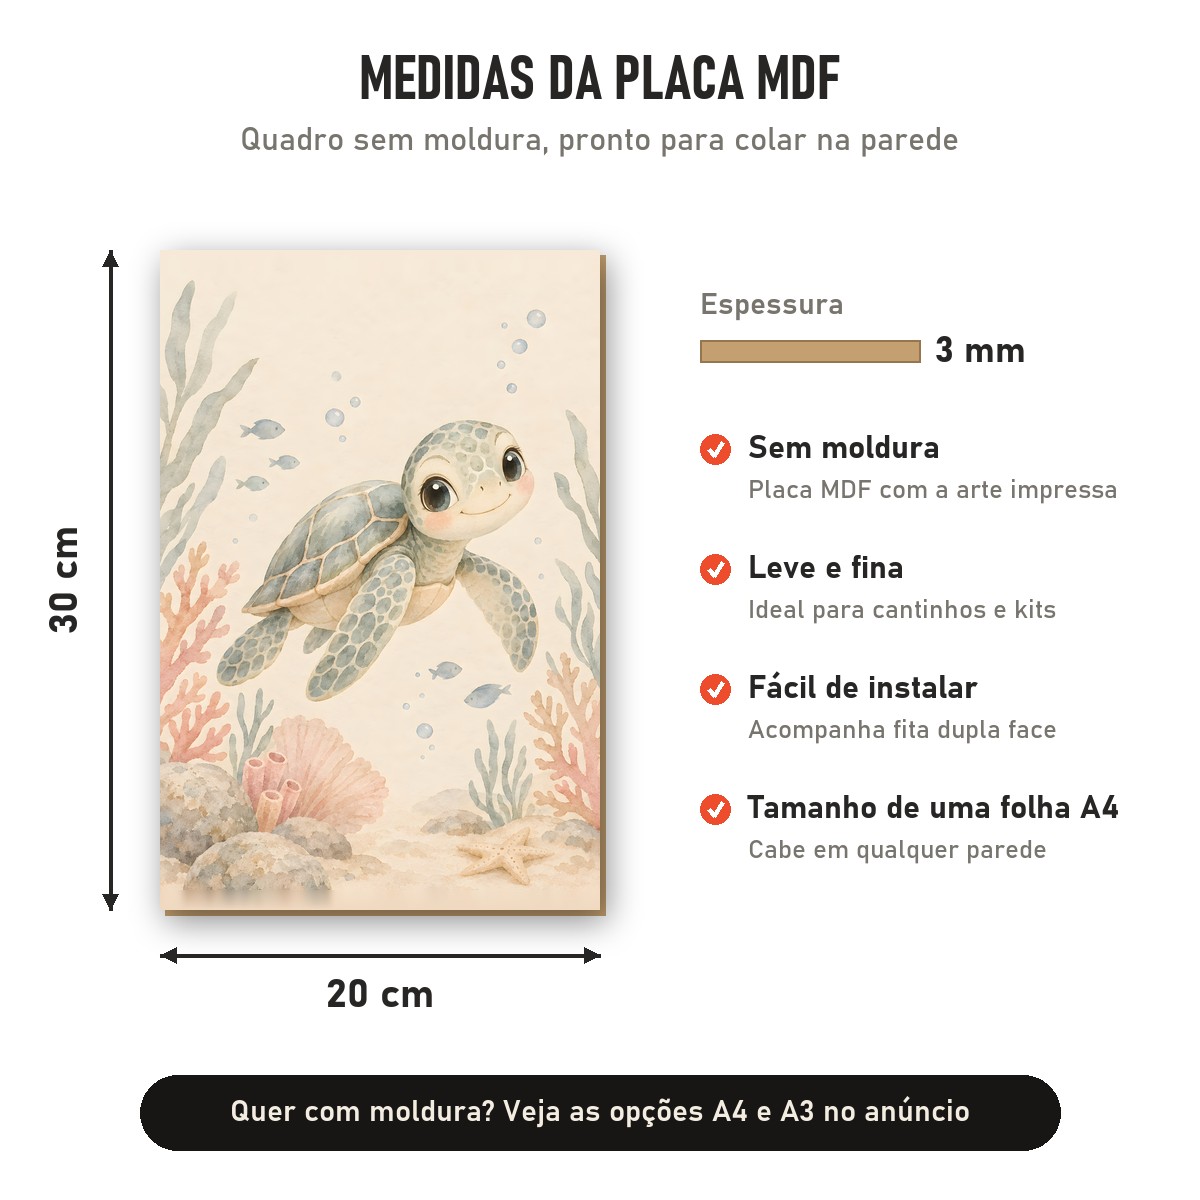 MEDIDAS DA PLACA MDF
Quadro sem moldura, pronto para colar na parede
30 cm
20 cm
Espessura
3 mm
Sem moldura
Placa MDF com a arte impressa
Leve e fina
Ideal para cantinhos e kits
Fácil de instalar
Acompanha fita dupla face
Tamanho de uma folha A4
Cabe em qualquer parede
Quer com moldura? Veja as opções A4 e A3 no anúncio